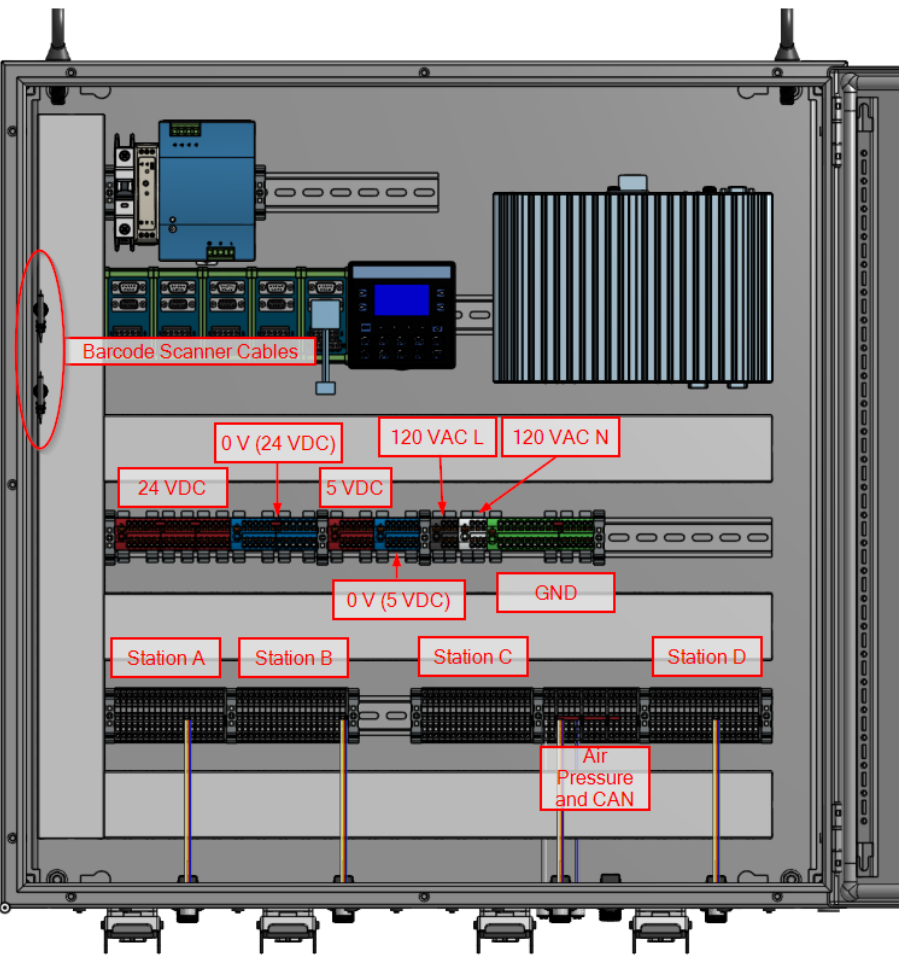 Barcode Scanner Cables
0 V (24 VDC)
120 VAC L
120 VAC N
24 VDC
5 VDC
0 V (5 VDC)
GND
Station A
Station B
Station C
Station D
Air
Pressure
and CAN